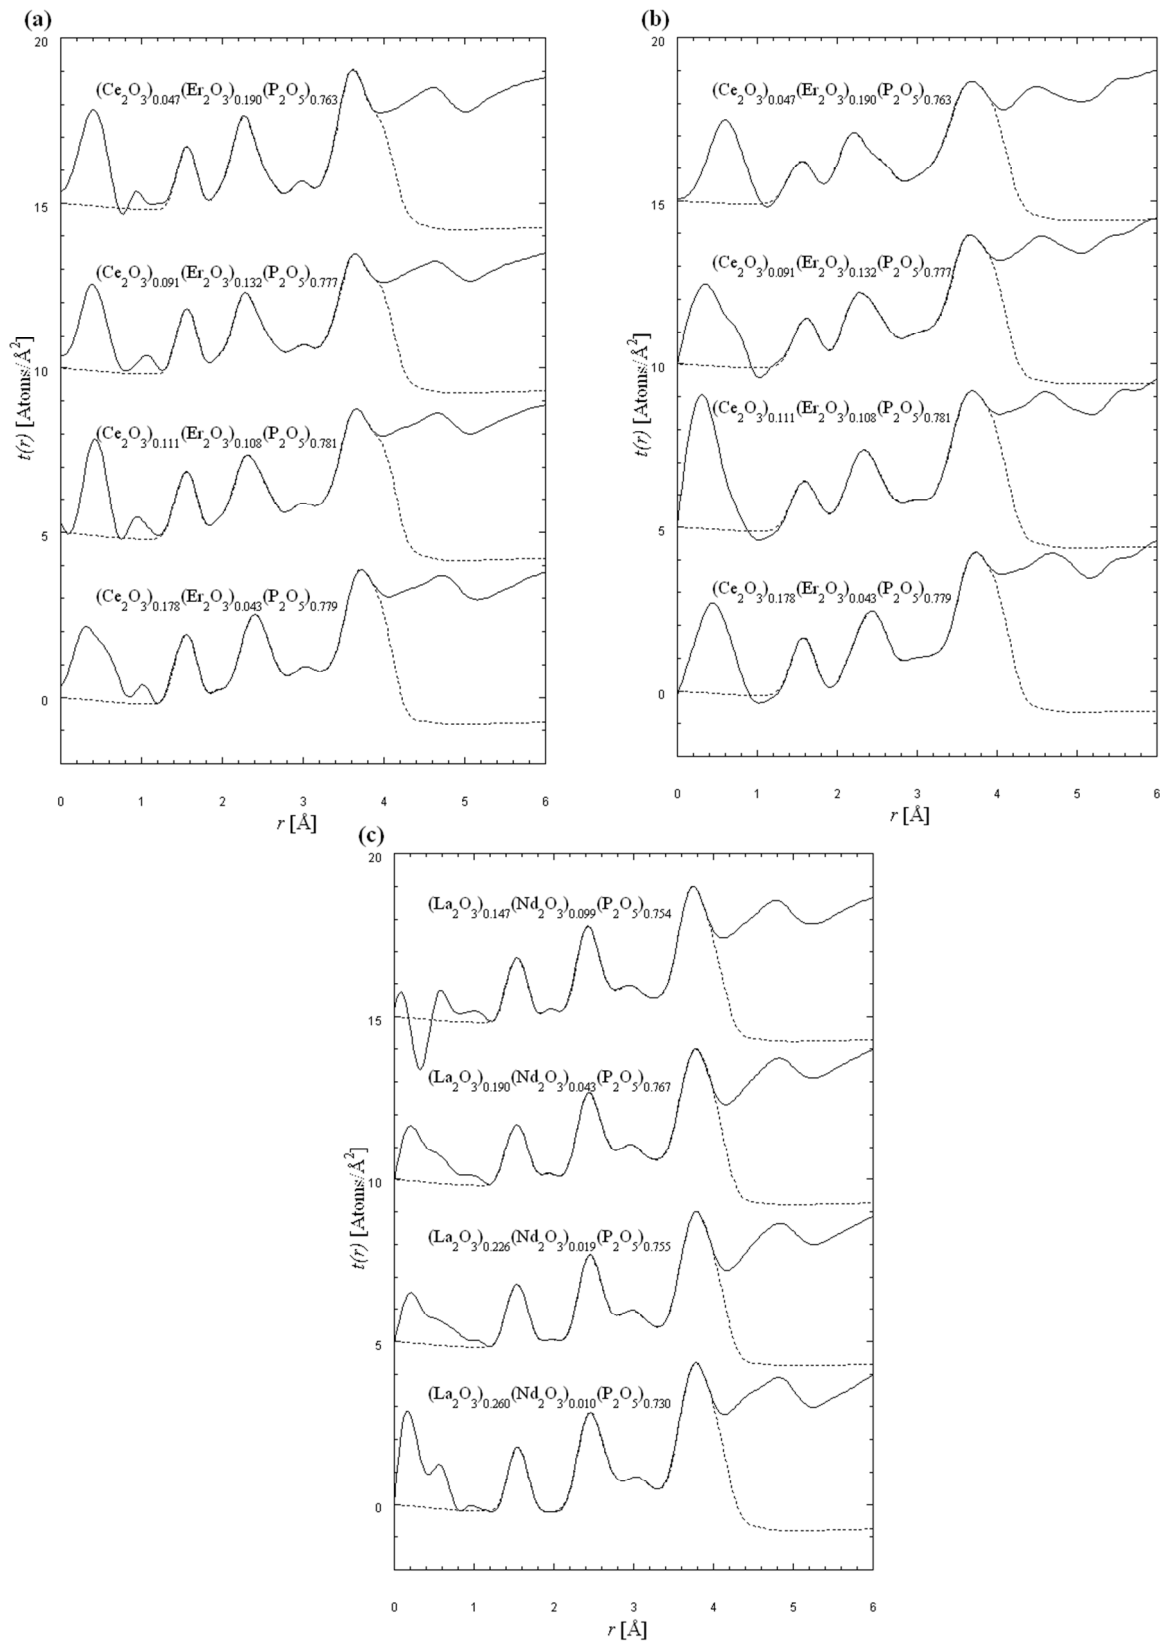 (a)
20
(Ce2O3)0.047(Er2O3)0.190(P2O5)0.763
15
(Ce2O3)0.091(Er2O3)0.132(P2O5)0.777
10
t(r) [Atoms/Å2]
(Ce2O3)0.111(Er2O3)0.108(P2O5)0.781
5
(Ce2O3)0.178(Er2O3)0.043(P2O5)0.779
0
0 1 2 3 4 5 6
r [Å]
(b)
20
(Ce2O3)0.047(Er2O3)0.190(P2O5)0.763
15
(Ce2O3)0.091(Er2O3)0.132(P2O5)0.777
10
t(r) [Atoms/Å2]
(Ce2O3)0.111(Er2O3)0.108(P2O5)0.781
5
(Ce2O3)0.178(Er2O3)0.043(P2O5)0.779
0
0 1 2 3 4 5 6
r [Å]
(c)
20
(La2O3)0.147(Nd2O3)0.099(P2O5)0.754
15
(La2O3)0.190(Nd2O3)0.043(P2O5)0.767
10
t(r) [Atoms/Å2]
(La2O3)0.226(Nd2O3)0.019(P2O5)0.755
5
(La2O3)0.260(Nd2O3)0.010(P2O5)0.730
0
0 1 2 3 4 5 6
r [Å]